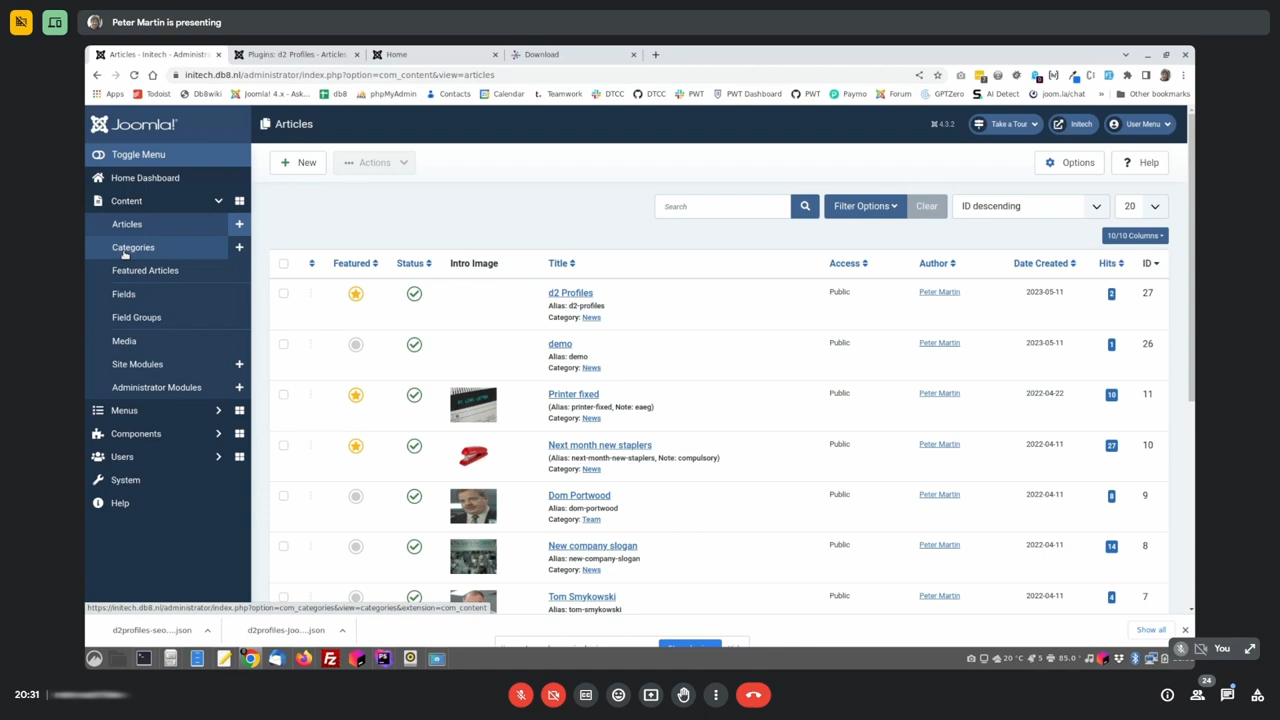 Peter Martin is presenting
Articles - Initech - Administra
Plugins: d2 Profiles - Articles
Home
Download
initech.db8.nl/administrator/index.php?option=com_content&view=articles
Apps
Todoist
Db8wiki
Joomla! 4.x - Ask...
db8
phpMyAdmin
Contacts
Calendar
Teamwork
DTCC
DTCC
PWT
PWT Dashboard
PWT
Paymo
Forum
GPTZero
AI Detect
joom.la/chat
»
Other bookmarks
Joomla!
Articles
4.3.2
Take a Tour
Initech
User Menu
Toggle Menu
Home Dashboard
Content
Articles
Categories
Featured Articles
Fields
Field Groups
Media
Site Modules
Administrator Modules
Menus
Components
Users
System
Help
+ New
Actions
Options
? Help
Search
Filter Options
Clear
ID descending
20
10/10 Columns
Featured Status Intro Image Title Access Author Date Created Hits ID
d2 Profiles Public Peter Martin 2023-05-11 2 27
Alias: d2-profiles
Category: News
demo Public Peter Martin 2023-05-11 1 26
Alias: demo
Category: News
Printer fixed Public Peter Martin 2022-04-22 10 11
(Alias: printer-fixed, Note: eaeg)
Category: News
Next month new staplers Public Peter Martin 2022-04-11 27 10
(Alias: next-month-new-staplers, Note: compulsory)
Category: News
Dom Portwood Public Peter Martin 2022-04-11 8 9
Alias: dom-portwood
Category: Team
New company slogan Public Peter Martin 2022-04-11 14 8
Alias: new-company-slogan
Category: News
Tom Smykowski Public Peter Martin 2022-04-11 4 7
Alias: tom-smykowski
https://initech.db8.nl/administrator/index.php?option=com_categories&view=categories&extension=com_content
d2profiles-seo....json
d2profiles-Joo....json
Show all
You
20 °C
5
85.0
20:31
24